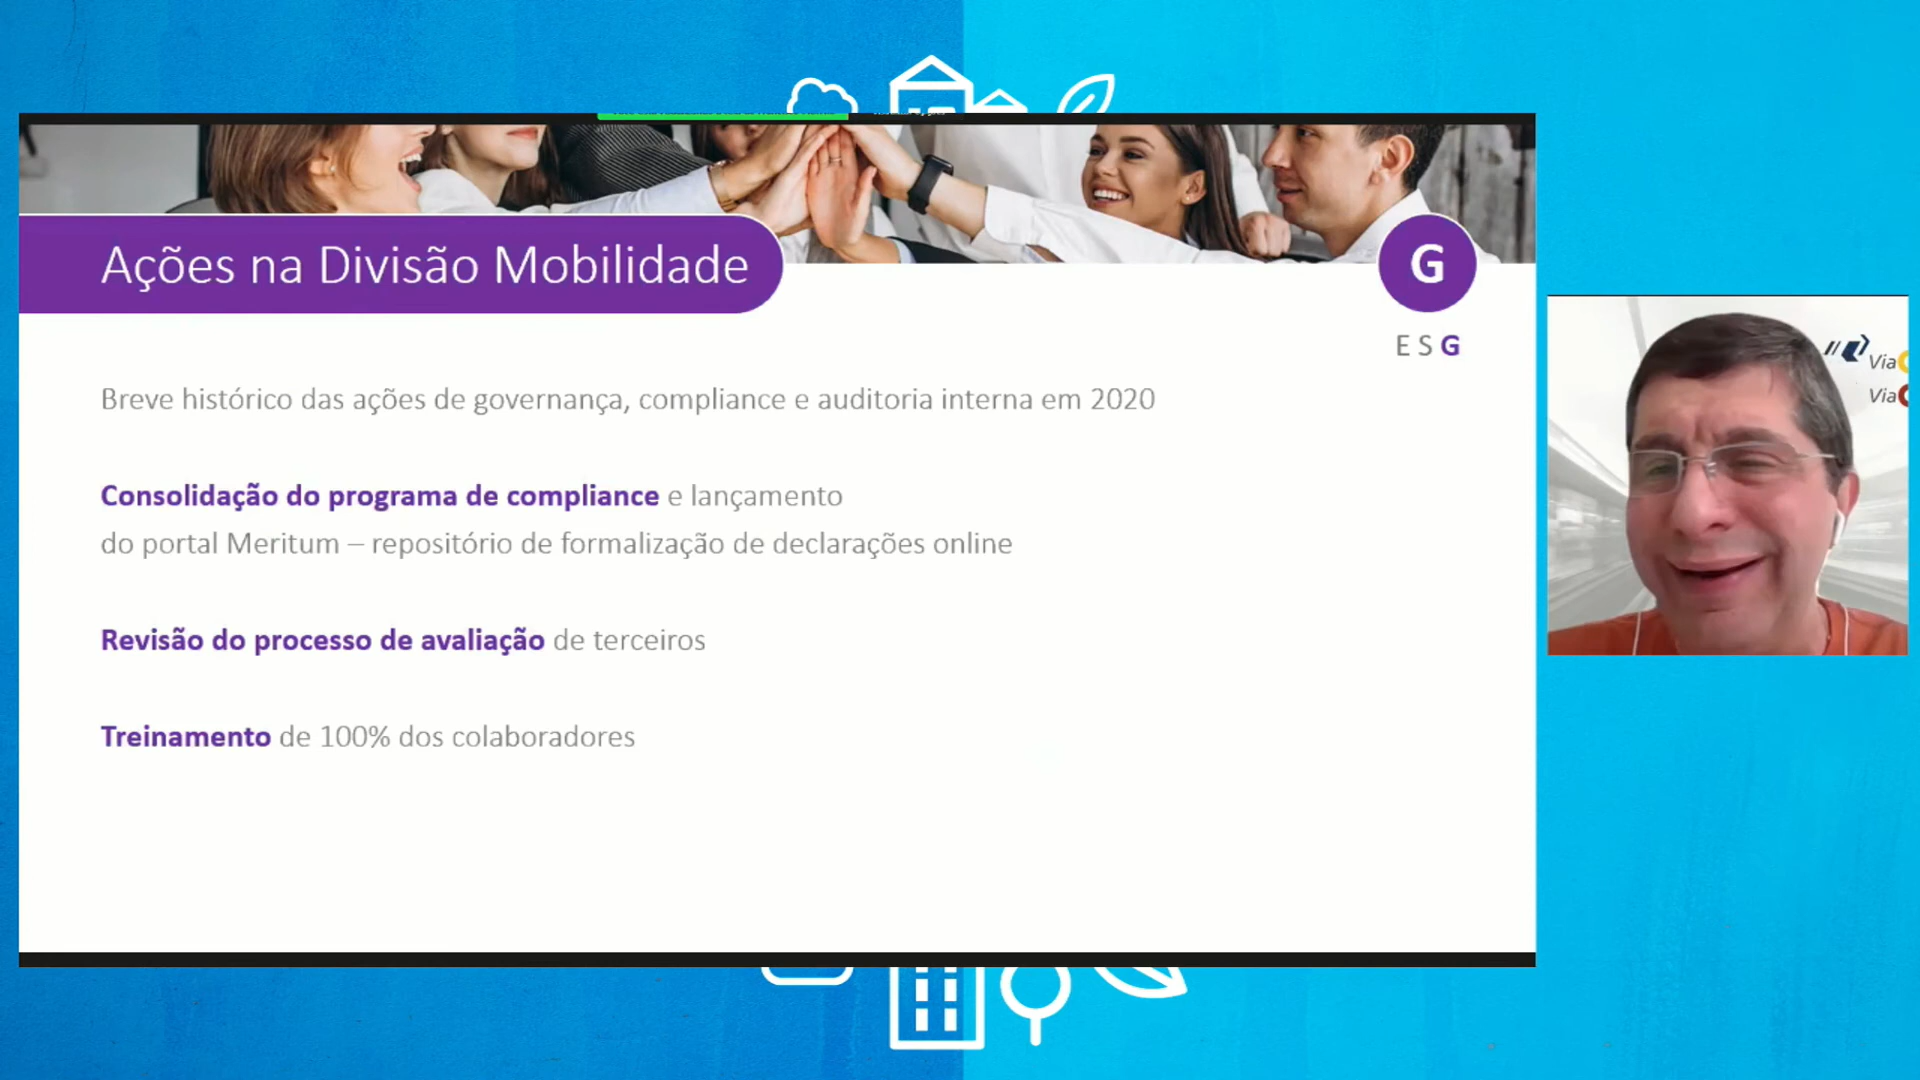 Ações na Divisão Mobilidade
G
E S G
Breve histórico das ações de governança, compliance e auditoria interna em 2020
Consolidação do programa de compliance e lançamento
do portal Meritum – repositório de formalização de declarações online
Revisão do processo de avaliação de terceiros
Treinamento de 100% dos colaboradores
Via
Via